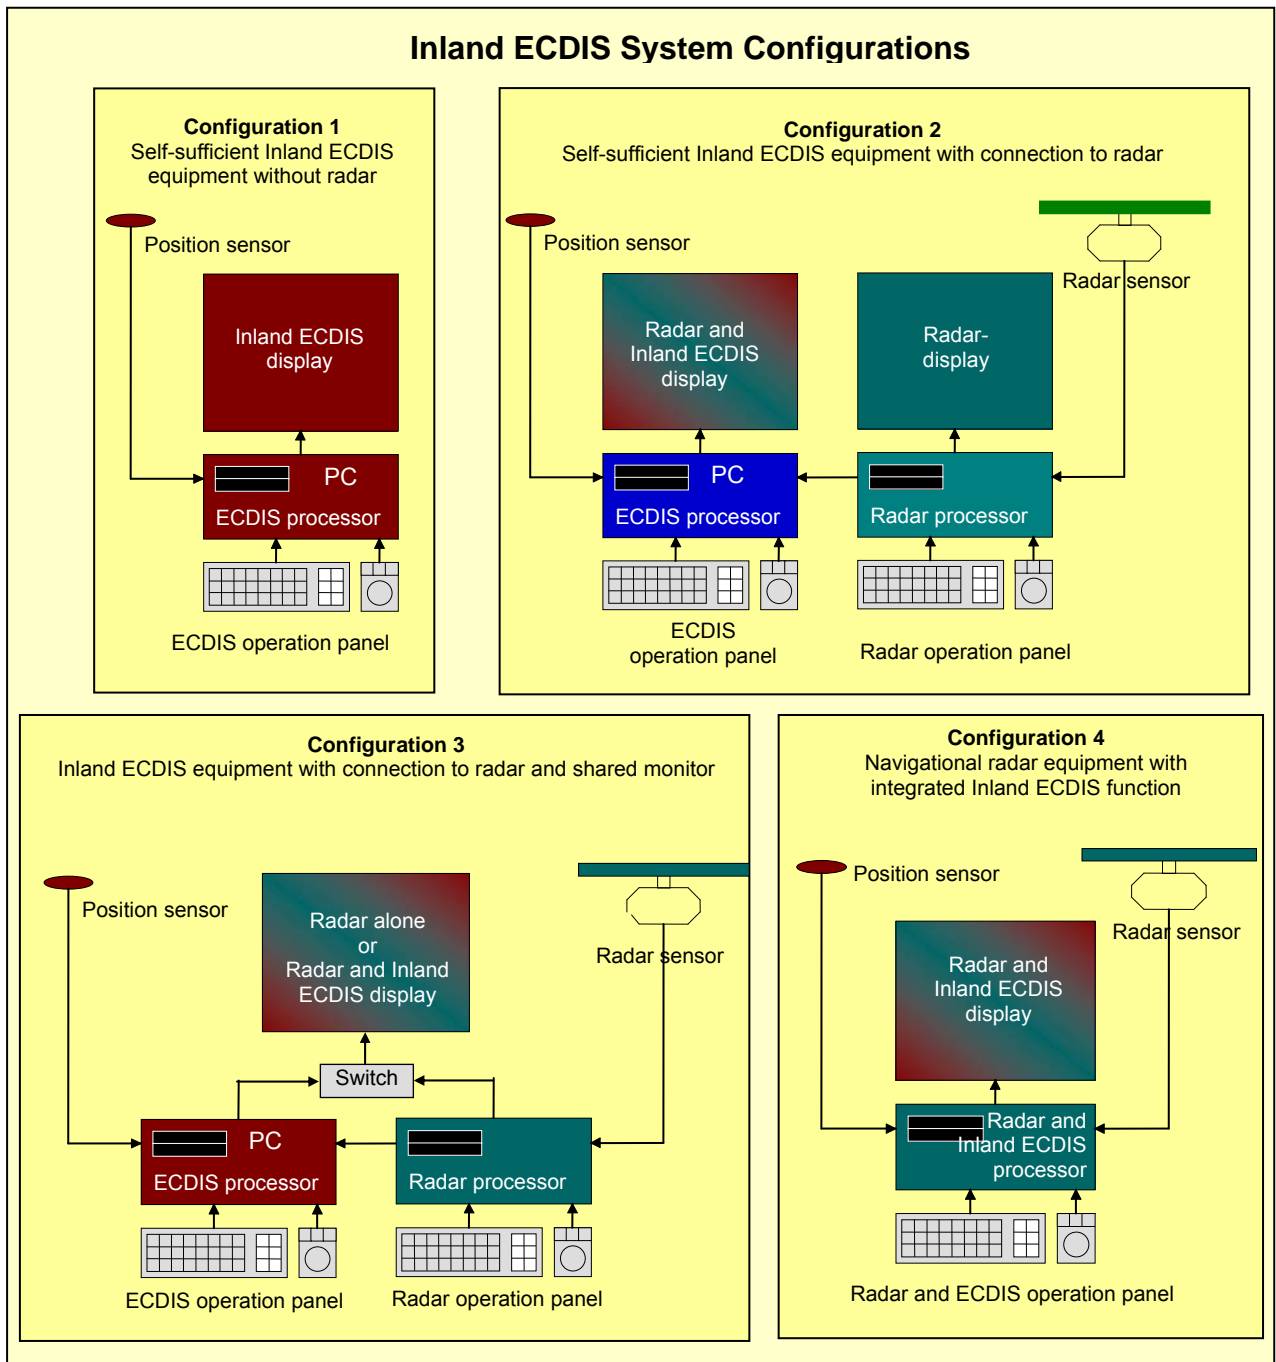 Inland ECDIS System Configurations
Configuration 1
Self-sufficient Inland ECDIS
equipment without radar
Position sensor
Inland ECDIS
display
PC
ECDIS processor
ECDIS operation panel
Configuration 2
Self-sufficient Inland ECDIS equipment with connection to radar
Position sensor
Radar sensor
Radar and
Inland ECDIS
display
Radar-
display
PC
ECDIS processor
Radar processor
ECDIS
operation panel
Radar operation panel
Configuration 3
Inland ECDIS equipment with connection to radar and shared monitor
Position sensor
Radar sensor
Radar alone
or
Radar and Inland
ECDIS display
Switch
PC
ECDIS processor
Radar processor
ECDIS operation panel
Radar operation panel
Configuration 4
Navigational radar equipment with
integrated Inland ECDIS function
Position sensor
Radar sensor
Radar and
Inland ECDIS
display
Radar and
Inland ECDIS
processor
Radar and ECDIS operation panel